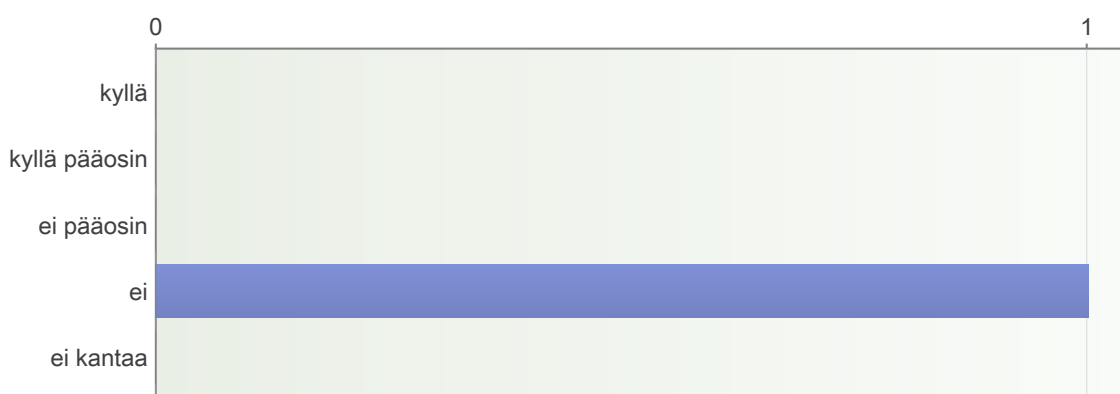 0 1
kyllä
kyllä pääosin
ei pääosin
ei
ei kantaa